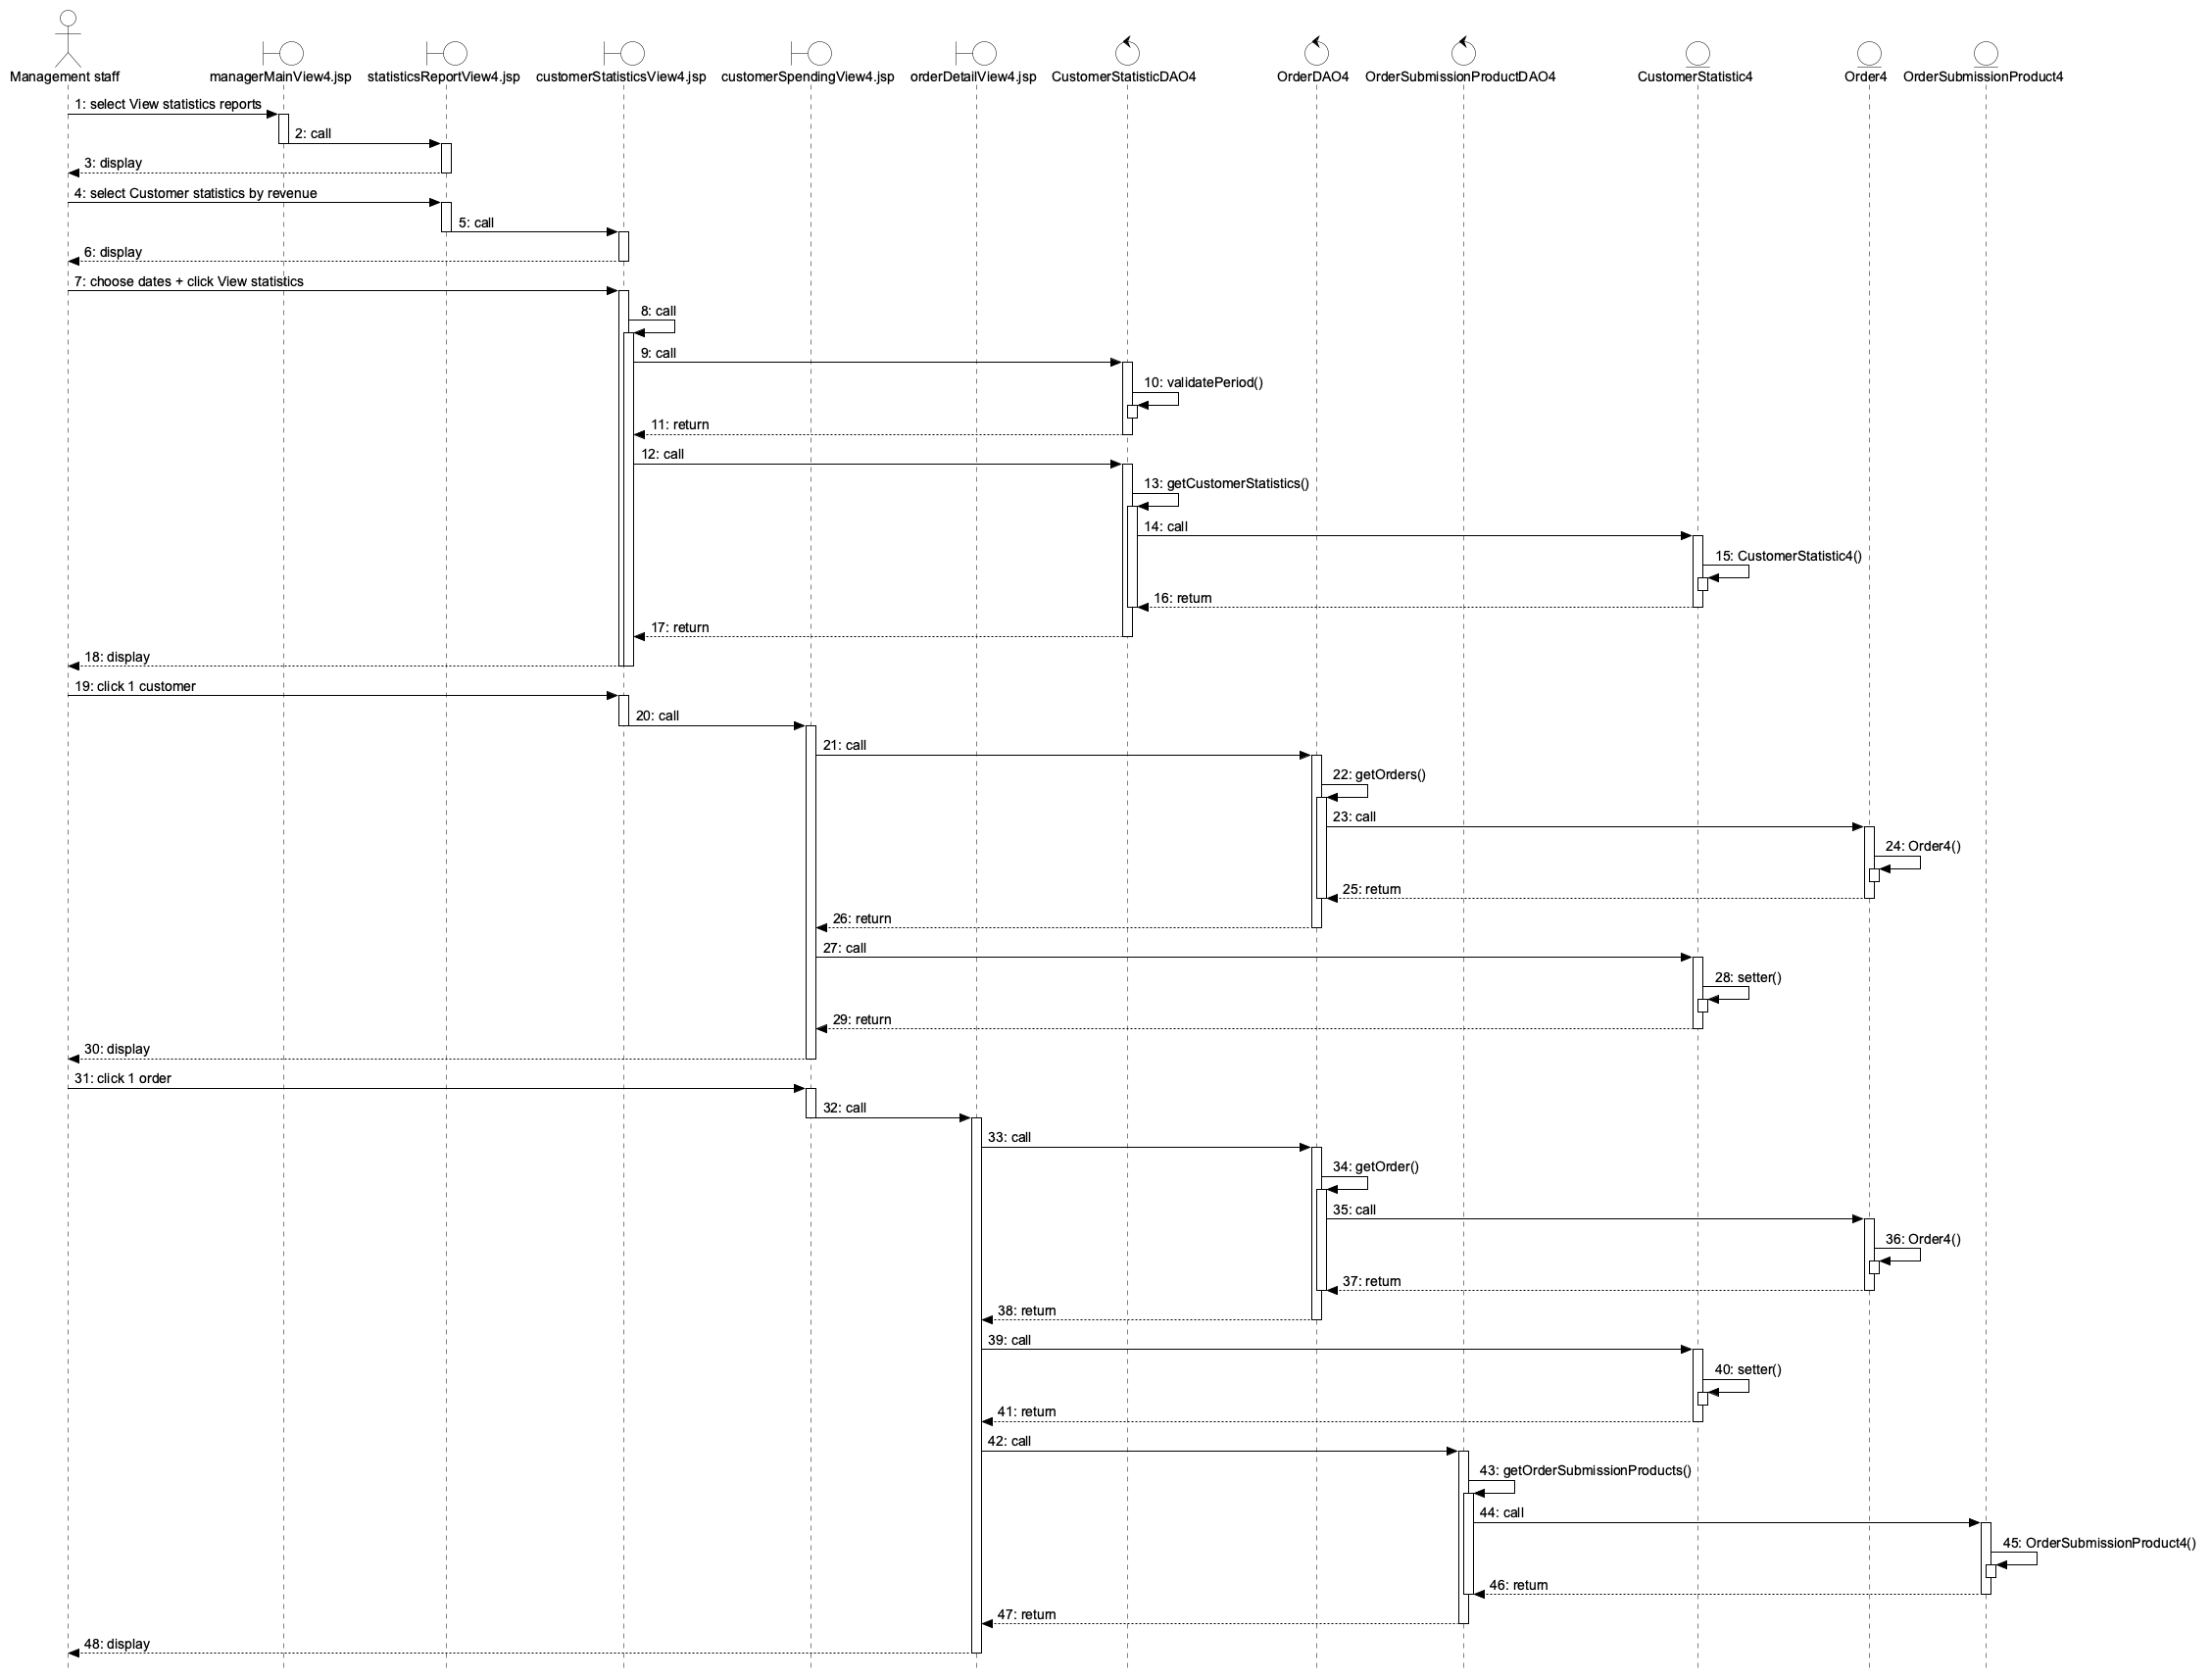 Management staff
managerMainView4.jsp
statisticsReportView4.jsp
customerStatisticsView4.jsp
customerSpendingView4.jsp
orderDetailView4.jsp
CustomerStatisticDAO4
OrderDAO4
OrderSubmissionProductDAO4
CustomerStatistic4
Order4
OrderSubmissionProduct4
1: select View statistics reports
2: call
3: display
4: select Customer statistics by revenue
5: call
6: display
7: choose dates + click View statistics
8: call
9: call
10: validatePeriod()
11: return
12: call
13: getCustomerStatistics()
14: call
15: CustomerStatistic4()
16: return
17: return
18: display
19: click 1 customer
20: call
21: call
22: getOrders()
23: call
24: Order4()
25: return
26: return
27: call
28: setter()
29: return
30: display
31: click 1 order
32: call
33: call
34: getOrder()
35: call
36: Order4()
37: return
38: return
39: call
40: setter()
41: return
42: call
43: getOrderSubmissionProducts()
44: call
45: OrderSubmissionProduct4()
46: return
47: return
48: display